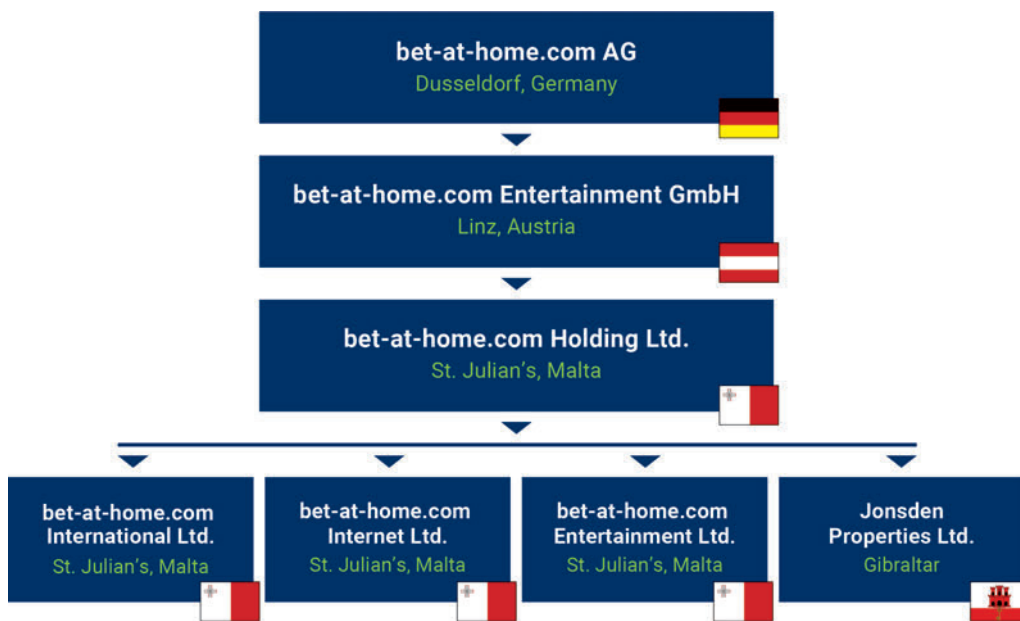 bet-at-home.com AG
Dusseldorf, Germany
bet-at-home.com Entertainment GmbH
Linz, Austria
bet-at-home.com Holding Ltd.
St. Julian’s, Malta
bet-at-home.com
International Ltd.
St. Julian’s, Malta
bet-at-home.com
Internet Ltd.
St. Julian’s, Malta
bet-at-home.com
Entertainment Ltd.
St. Julian’s, Malta
Jonsden
Properties Ltd.
Gibraltar